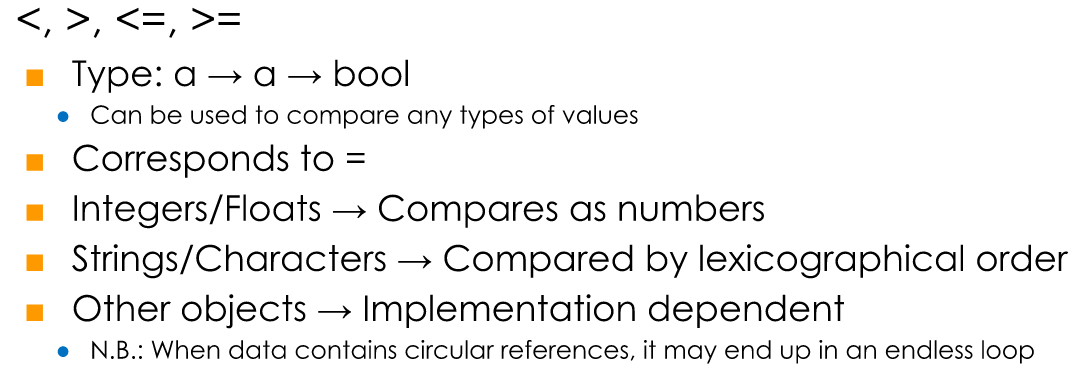 <, >, <=, >=
Type: α → α → bool
Can be used to compare any types of values
Corresponds to =
Integers/Floats → Compares as numbers
Strings/Characters → Compared by lexicographical order
Other objects → Implementation dependent
N.B.: When data contains circular references, it may end up in an endless loop